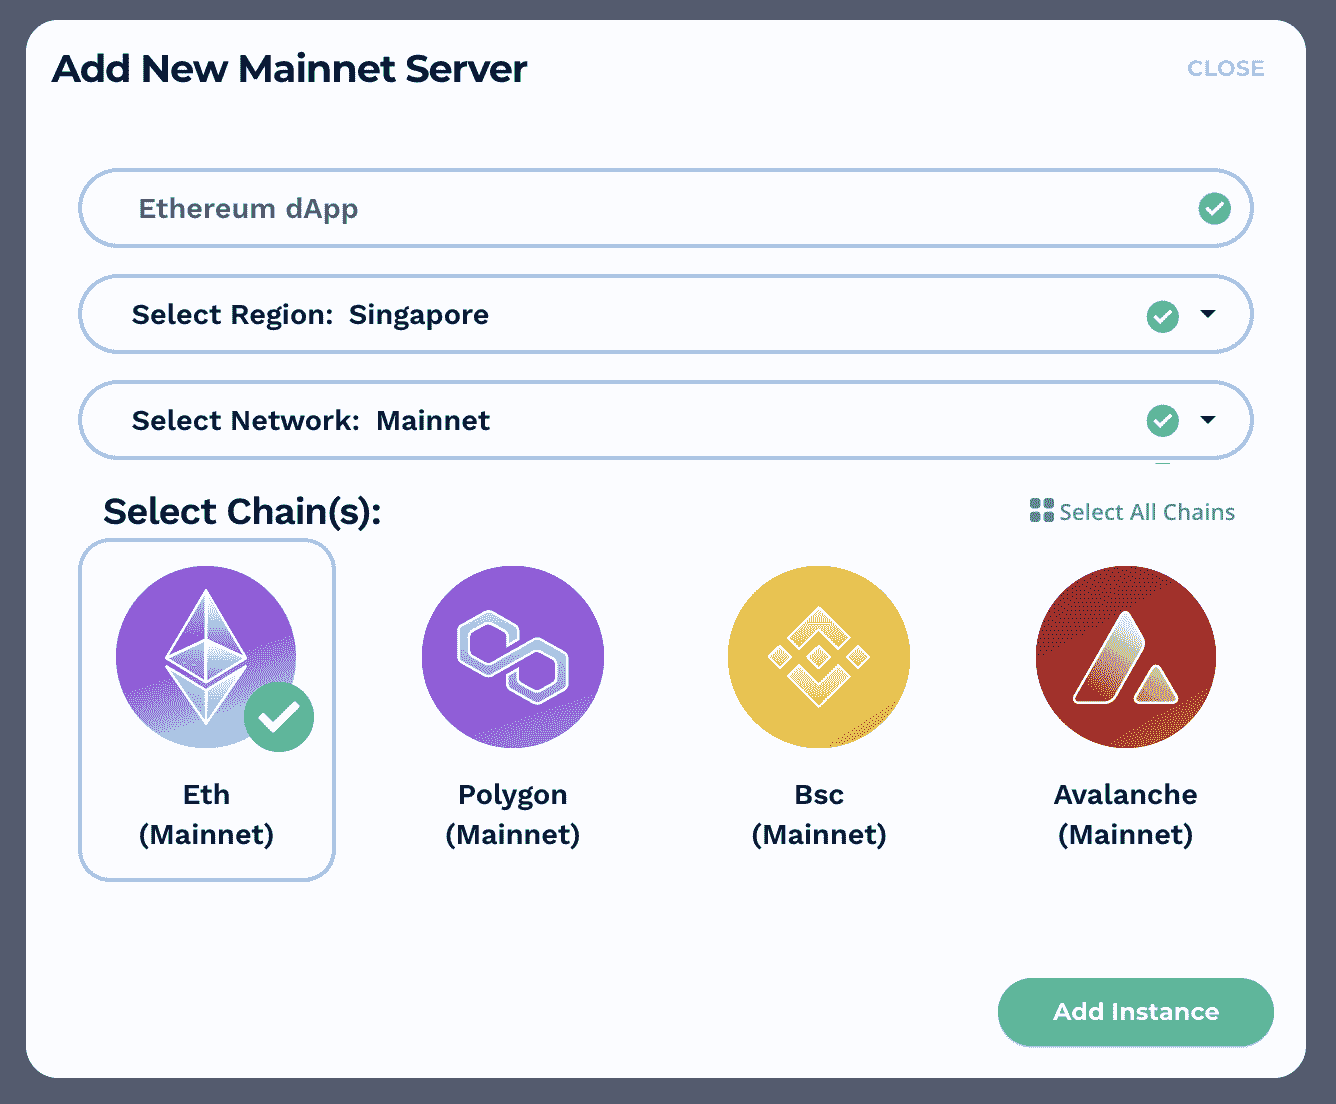 Add New Mainnet Server
CLOSE
Ethereum dApp
Select Region: Singapore
Select Network: Mainnet
Select Chain(s):
Select All Chains
Eth
(Mainnet)
Polygon
(Mainnet)
Bsc
(Mainnet)
Avalanche
(Mainnet)
Add Instance